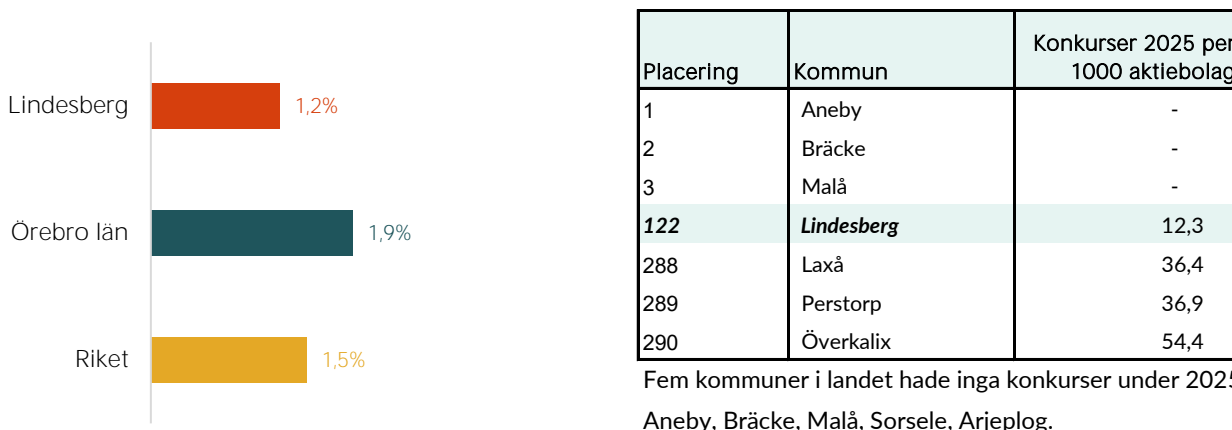 Lindesberg 1,2%
Örebro län 1,9%
Riket 1,5%
Placering Kommun Konkurser 2025 per 1000 aktiebolag
1 Aneby -
2 Bräcke -
3 Malå -
122 Lindesberg 12,3
288 Laxå 36,4
289 Perstorp 36,9
290 Överkalix 54,4
Fem kommuner i landet hade inga konkurser under 2025
Aneby, Bräcke, Malå, Sorsele, Arjeplog.